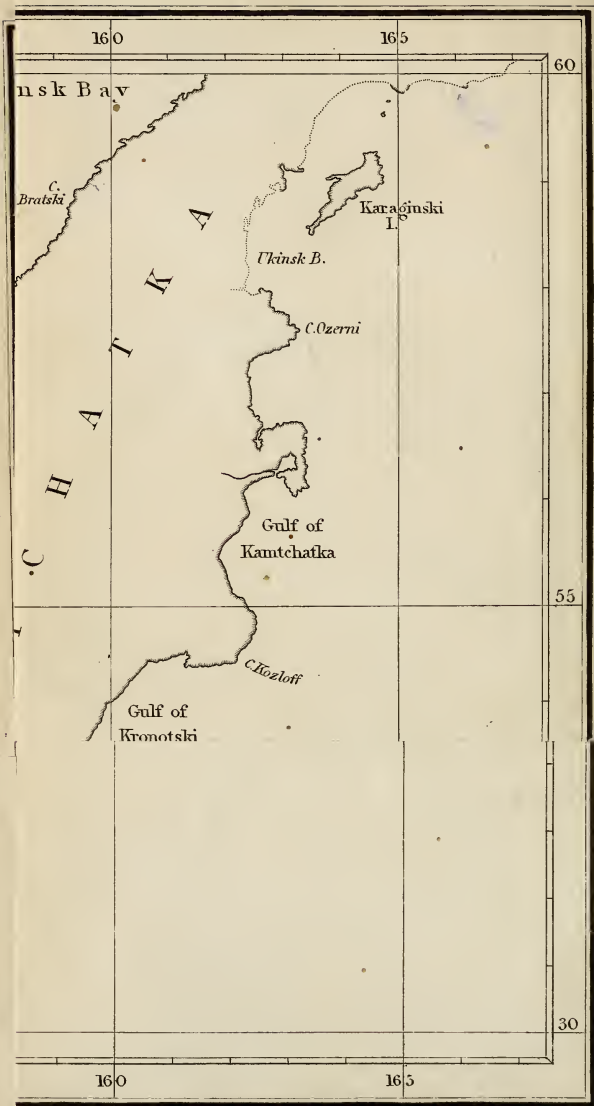 160 165
60
nsk Bay
C.
Bratski
Karaginski
I.
Ukinsk B.
C. Ozerni
CHATKA
Gulf of
Kamtchatka
55
C. Kozloff
Gulf of
Kronotski
30
160 165